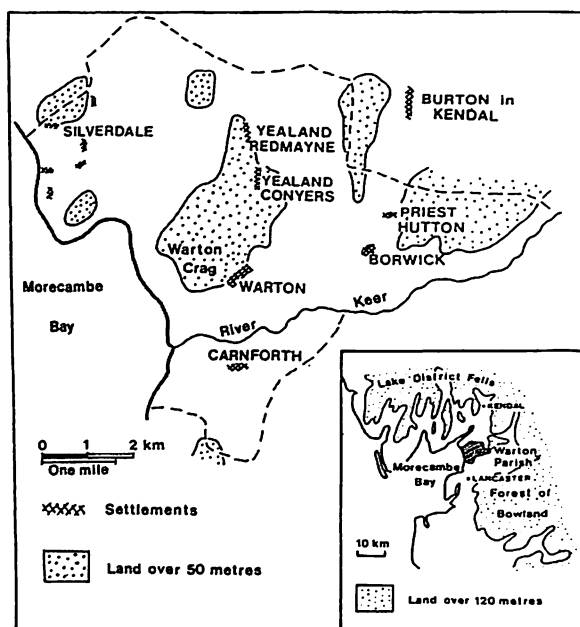 BURTON in
KENDAL
SILVERDALE
YEALAND
REDMAYNE
YEALAND
CONYERS
PRIEST
HUTTON
Warton
Crag
BORWICK
WARTON
Morecambe
Bay
River Keer
CARNFORTH
0 1 2 km
One mile
Settlements
Land over 50 metres
Lake District Fells
KENDAL
Warton
Parish
Morecambe
Bay
LANCASTER
Forest of
Bowland
10 km
Land over 120 metres